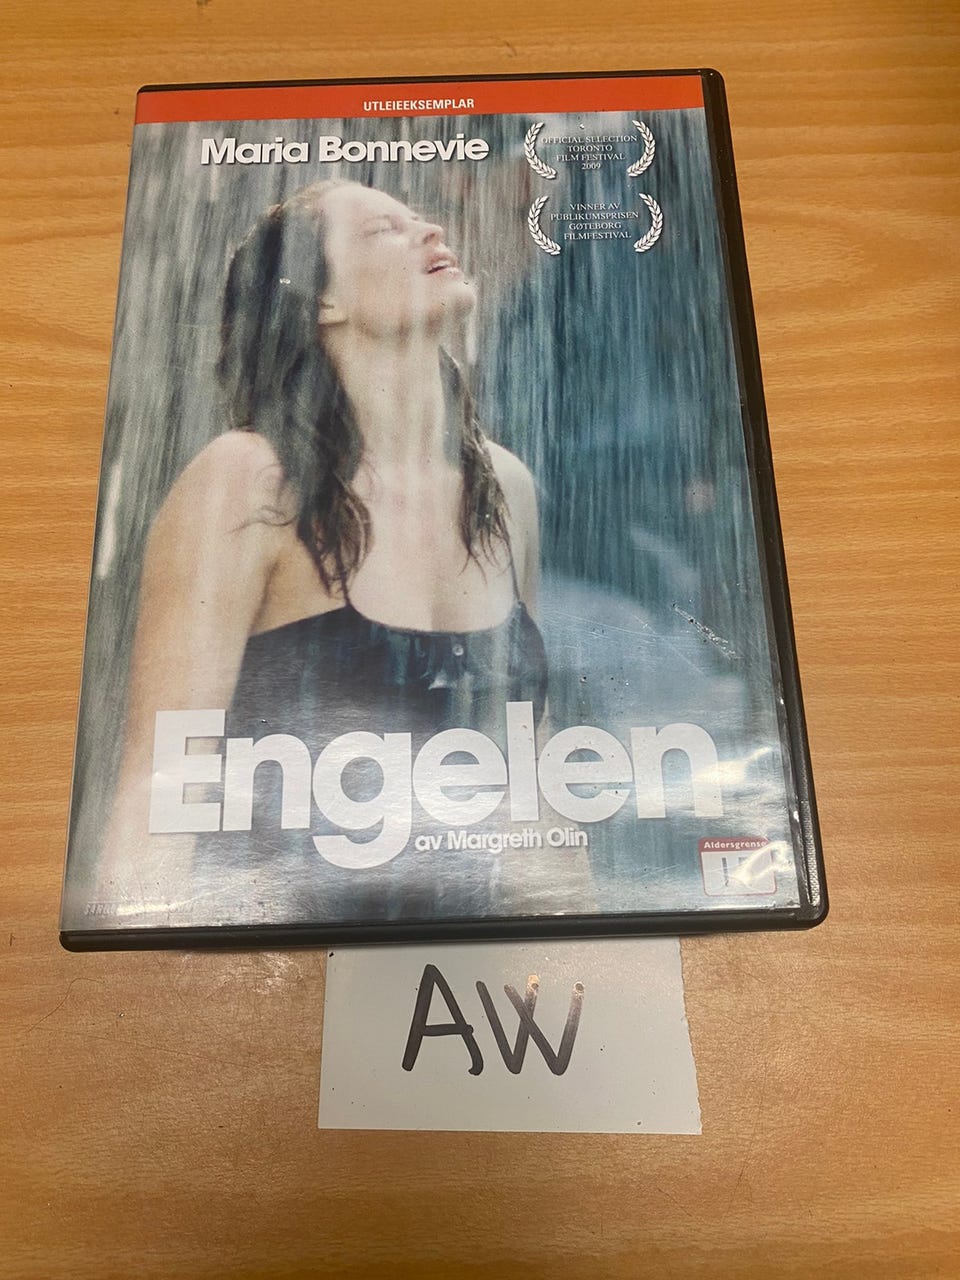 UTLEIEEKSEMPLAR
Maria Bonnevie
OFFICIAL SELECTION
TORONTO
FILM FESTIVAL
2009
VINNER AV
PUBLIKUMSPRISEN
GØTEBORG
FILMFESTIVAL
Engelen
av Margreth Olin
Aldersgrense
AW